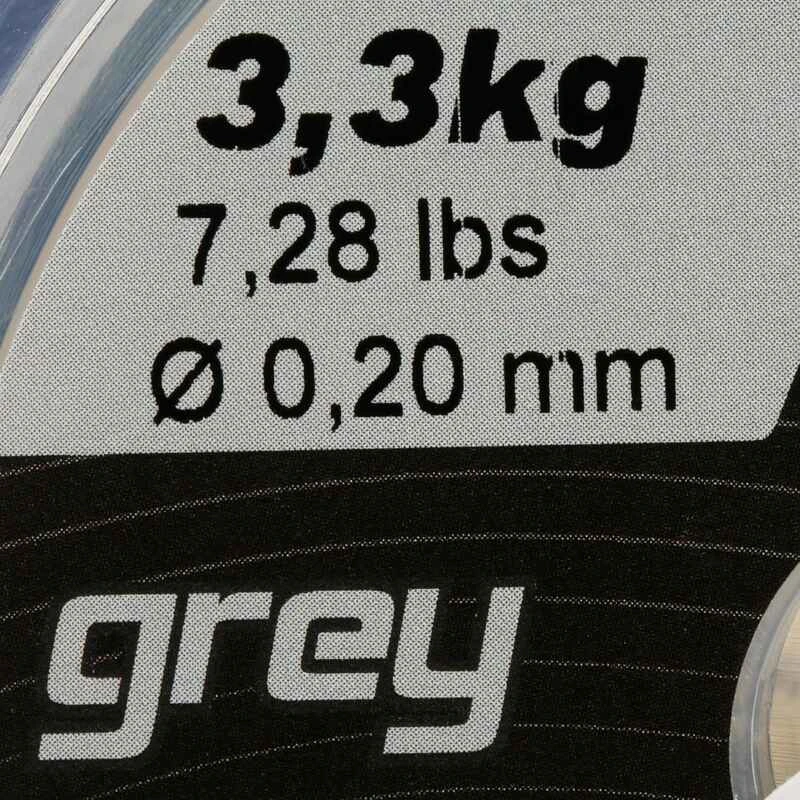 3,3kg
7,28 lbs
Ø 0,20 mm
grey